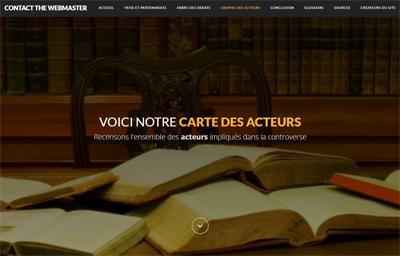 CONTACT THE WEBMASTER
ACCUEIL FRISE ET PARTENARIATS ARBRE DES DÉBATS GRAPHE DES ACTEURS CONCLUSION GLOSSAIRE SOURCES CRÉATEURS DU SITE
VOICI NOTRE CARTE DES ACTEURS
Recensons l'ensemble des acteurs impliqués dans la controverse